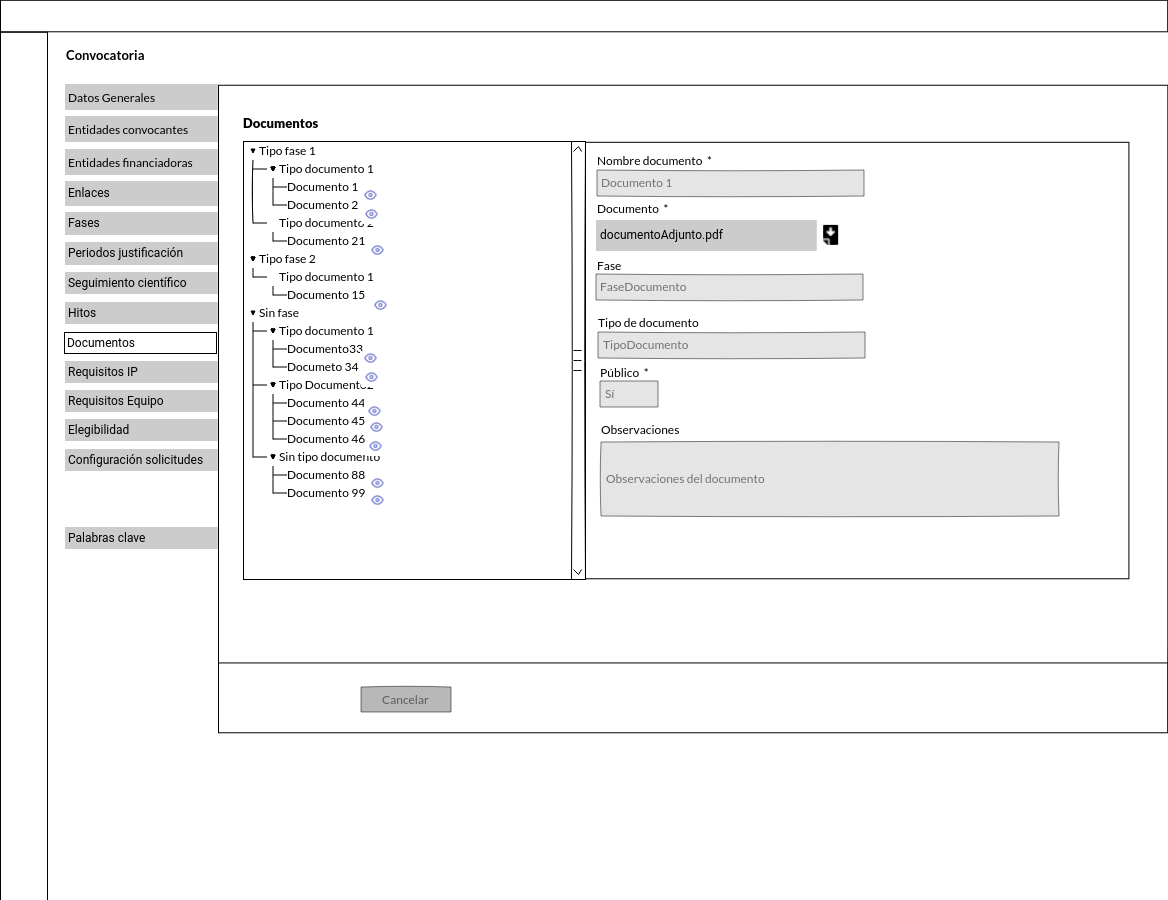 Convocatoria
Datos Generales
Entidades convocantes
Entidades financiadoras
Enlaces
Fases
Periodos justificación
Seguimiento científico
Hitos
Documentos
Requisitos IP
Requisitos Equipo
Elegibilidad
Configuración solicitudes
Palabras clave
Documentos
Tipo fase 1
Tipo documento 1
Documento 1
Documento 2
Tipo documento 2
Documento 21
Tipo fase 2
Tipo documento 1
Documento 15
Sin fase
Tipo documento 1
Documento33
Documeto 34
Tipo Documento2
Documento 44
Documento 45
Documento 46
Sin tipo documento
Documento 88
Documento 99
Nombre documento *
Documento 1
Documento *
documentoAdjunto.pdf
Fase
FaseDocumento
Tipo de documento
TipoDocumento
Público *
Sí
Observaciones
Observaciones del documento
Cancelar